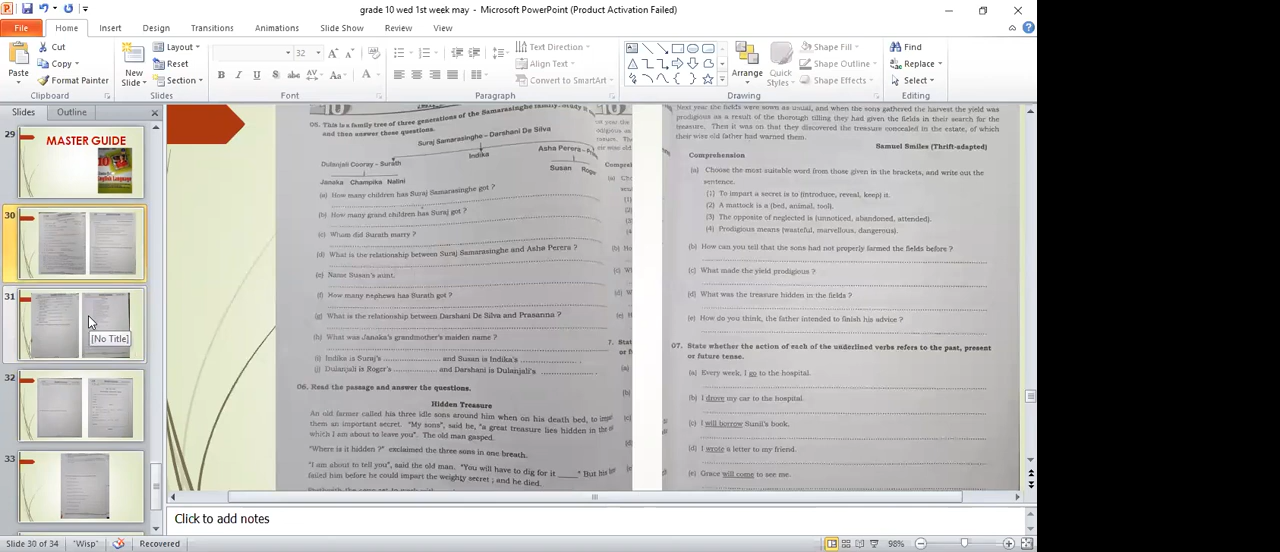 grade 10 wed 1st week may - Microsoft PowerPoint (Product Activation Failed)
File Home Insert Design Transitions Animations Slide Show Review View
Cut
Copy
Format Painter
Paste
Clipboard
New Slide
Layout
Reset
Section
Slides
32
Font
Text Direction
Align Text
Convert to SmartArt
Paragraph
Arrange
Quick Styles
Shape Fill
Shape Outline
Shape Effects
Drawing
Find
Replace
Select
Editing
Slides Outline
29
MASTER GUIDE
30
31
[No Title]
32
33
10
05. This is a family tree of three generations of the Samarasinghe family. Study it
and then answer these questions.
Suraj Samarasinghe - Darshani De Silva
Dulanjali Cooray - Surath
Indika
Asha Perera -
Janaka Champika Nalini
Susan
(a) How many children has Suraj Samarasinghe got ?
(b) How many grand children has Suraj got ?
(c) Whom did Surath marry ?
(d) What is the relationship between Suraj Samarasinghe and Asha Perera ?
(e) Name Susan's aunt.
(f) How many nephews has Surath got ?
(g) What is the relationship between Darshani De Silva and Prasanna ?
(h) What was Janaka's grandmother's maiden name ?
(i) Indika is Suraj's .................... and Susan is Indika's ....................
(j) Dulanjali is Roger's .................... and Darshani is Dulanjali's ....................
06. Read the passage and answer the questions.
Hidden Treasure
An old farmer called his three idle sons around him when on his death bed, to
them an important secret. "My sons", said he, "a great treasure lies hidden in the
which I am about to leave you". The old man gasped.
"Where is it hidden ?" exclaimed the three sons in one breath.
"I am about to tell you", said the old man. "You will have to dig for it ____" But his
failed him before he could impart the weighty secret ; and he died.
Next year the fields were sown as usual, and when the sons gathered the harvest the yield was
prodigious as a result of the thorough tilling they had given the fields in their search for the
treasure. Then it was on that they discovered the treasure concealed in the estate, of which
their wise old father had warned them.
Samuel Smiles (Thrift-adapted)
Comprehension
(a) Choose the most suitable word from those given in the brackets, and write out the
sentence.
(1) To impart a secret is to (introduce, reveal, keep) it.
(2) A mattock is a (bed, animal, tool).
(3) The opposite of neglected is (unnoticed, abandoned, attended).
(4) Prodigious means (wasteful, marvellous, dangerous).
(b) How can you tell that the sons had not properly farmed the fields before ?
(c) What made the yield prodigious ?
(d) What was the treasure hidden in the fields ?
(e) How do you think, the father intended to finish his advice ?
07. State whether the action of each of the underlined verbs refers to the past, present
or future tense.
(a) Every week, I go to the hospital.
(b) I drove my car to the hospital.
(c) I will borrow Sunil's book.
(d) I wrote a letter to my friend.
(e) Grace will come to see me.
Click to add notes
Slide 30 of 34 "Wisp" Recovered 98%